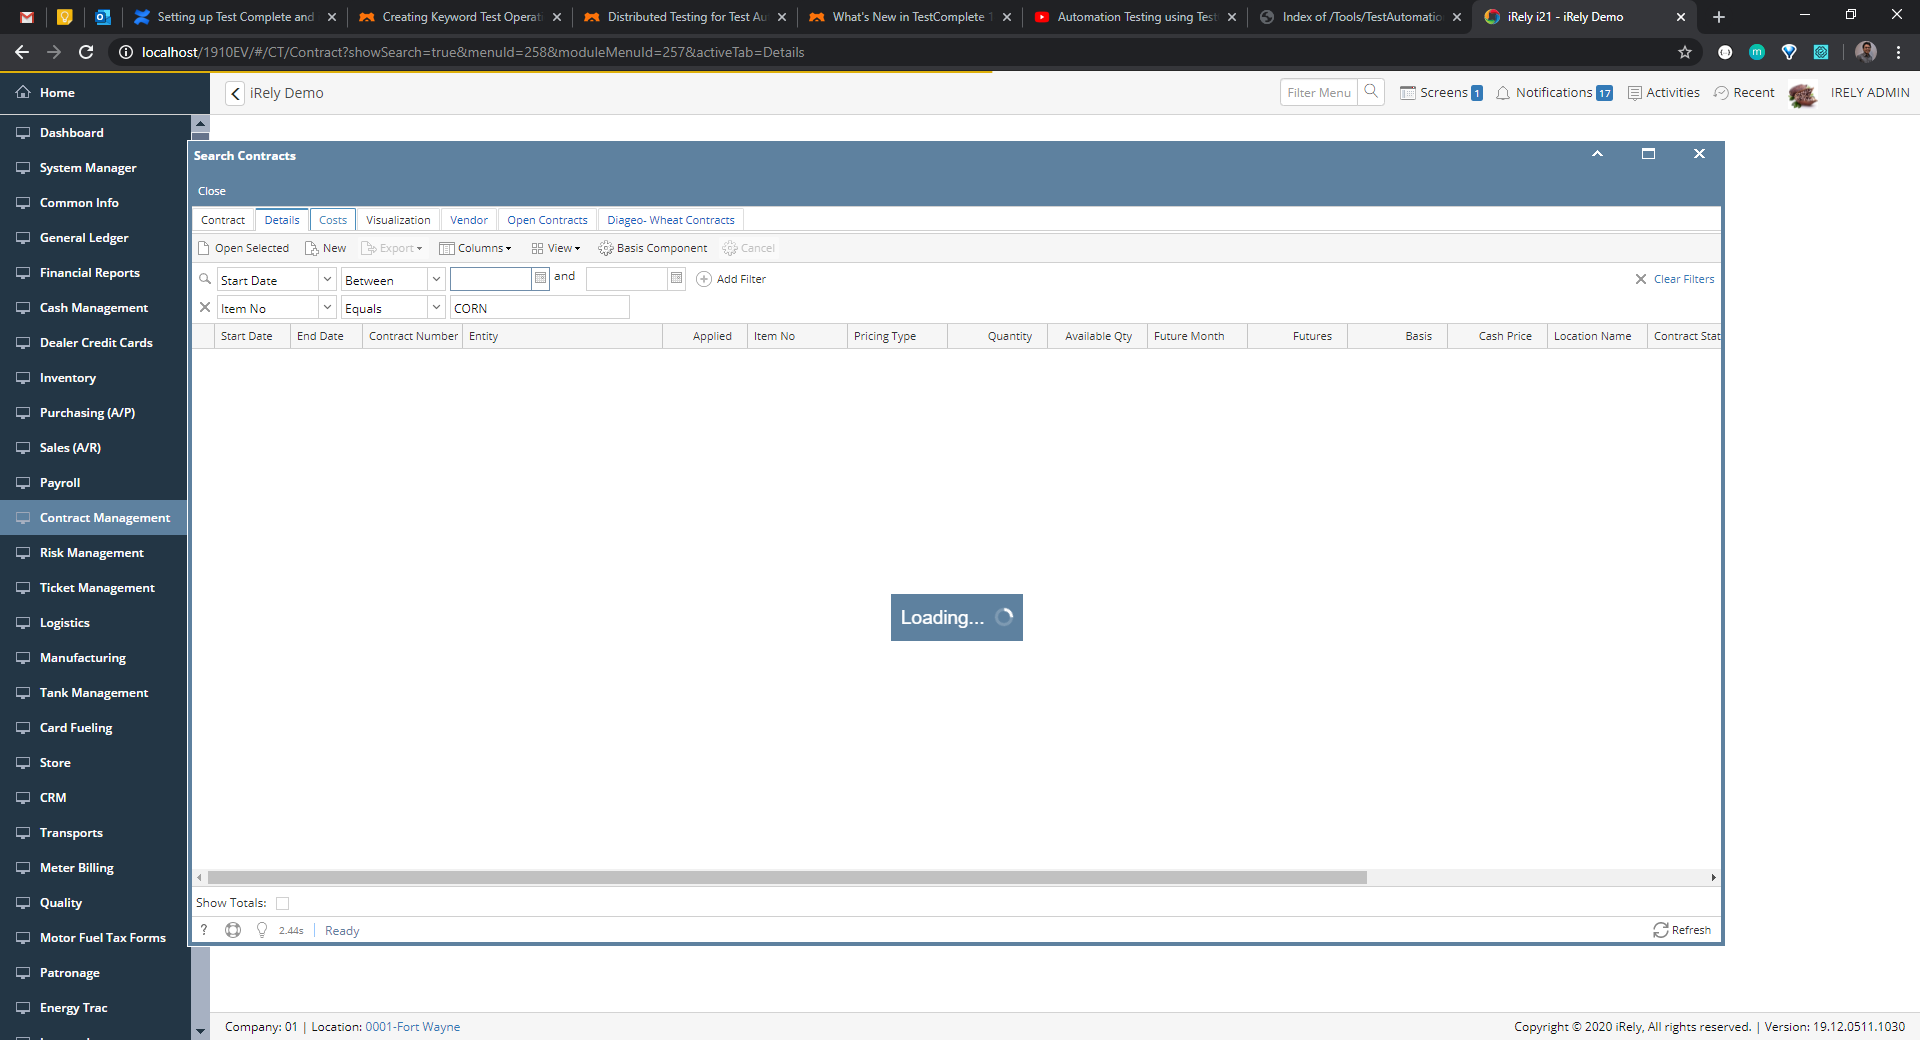 Setting up Test Complete and
Creating Keyword Test Operati
Distributed Testing for Test Au
What's New in TestComplete 1
Automation Testing using Test
Index of /Tools/TestAutomatio
iRely i21 - iRely Demo
localhost/1910EV/#/CT/Contract?showSearch=true&menuId=258&moduleMenuId=257&activeTab=Details
Home
iRely Demo
Filter Menu
Screens 1
Notifications 17
Activities
Recent
IRELY ADMIN
Dashboard
System Manager
Common Info
General Ledger
Financial Reports
Cash Management
Dealer Credit Cards
Inventory
Purchasing (A/P)
Sales (A/R)
Payroll
Contract Management
Risk Management
Ticket Management
Logistics
Manufacturing
Tank Management
Card Fueling
Store
CRM
Transports
Meter Billing
Quality
Motor Fuel Tax Forms
Patronage
Energy Trac
Search Contracts
Close
Contract Details Costs Visualization Vendor Open Contracts Diageo- Wheat Contracts
Open Selected New Export Columns View Basis Component Cancel
Start Date Between and Add Filter Clear Filters
Item No Equals CORN
Start Date End Date Contract Number Entity Applied Item No Pricing Type Quantity Available Qty Future Month Futures Basis Cash Price Location Name Contract Stat
Loading...
Show Totals:
? 2.44s Ready Refresh
Company: 01 | Location: 0001-Fort Wayne
Copyright © 2020 iRely, All rights reserved. | Version: 19.12.0511.1030